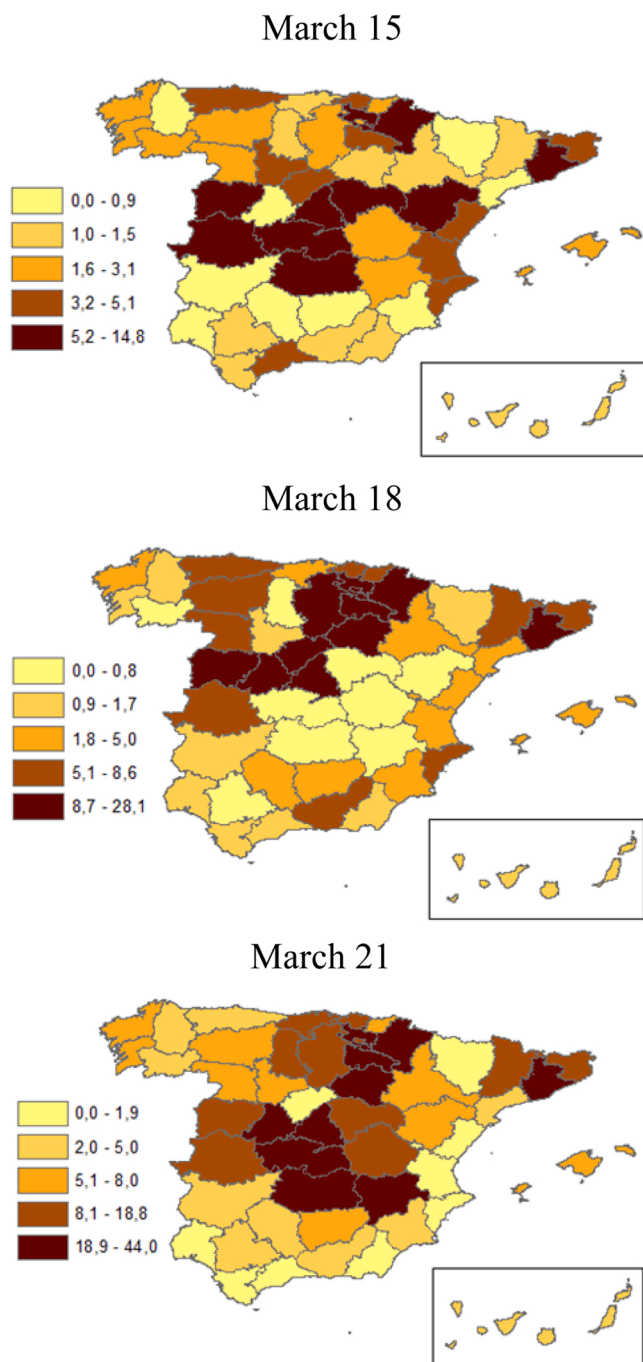 March 15
0,0 - 0,9
1,0 - 1,5
1,6 - 3,1
3,2 - 5,1
5,2 - 14,8
March 18
0,0 - 0,8
0,9 - 1,7
1,8 - 5,0
5,1 - 8,6
8,7 - 28,1
March 21
0,0 - 1,9
2,0 - 5,0
5,1 - 8,0
8,1 - 18,8
18,9 - 44,0